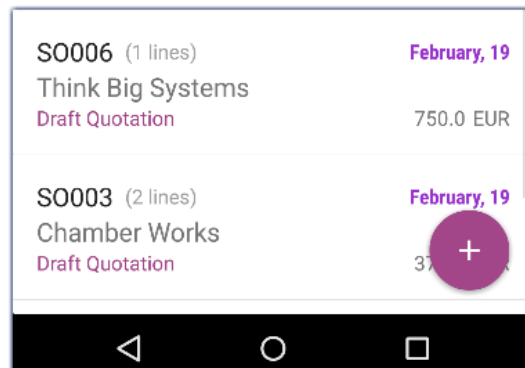 SO006 (1 lines) February, 19
Think Big Systems
Draft Quotation 750.0 EUR
SO003 (2 lines) February, 19
Chamber Works
Draft Quotation
+